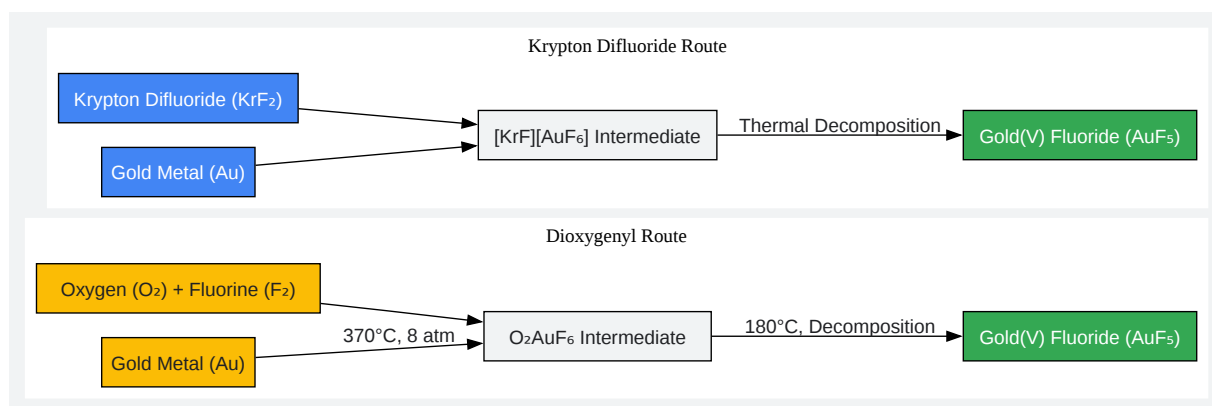 Krypton Difluoride Route
Krypton Difluoride (KrF₂)
Gold Metal (Au)
[KrF][AuF₆] Intermediate
Thermal Decomposition
Gold(V) Fluoride (AuF₅)
Dioxygenyl Route
Oxygen (O₂) + Fluorine (F₂)
Gold Metal (Au)
370°C, 8 atm
O₂AuF₆ Intermediate
180°C, Decomposition
Gold(V) Fluoride (AuF₅)